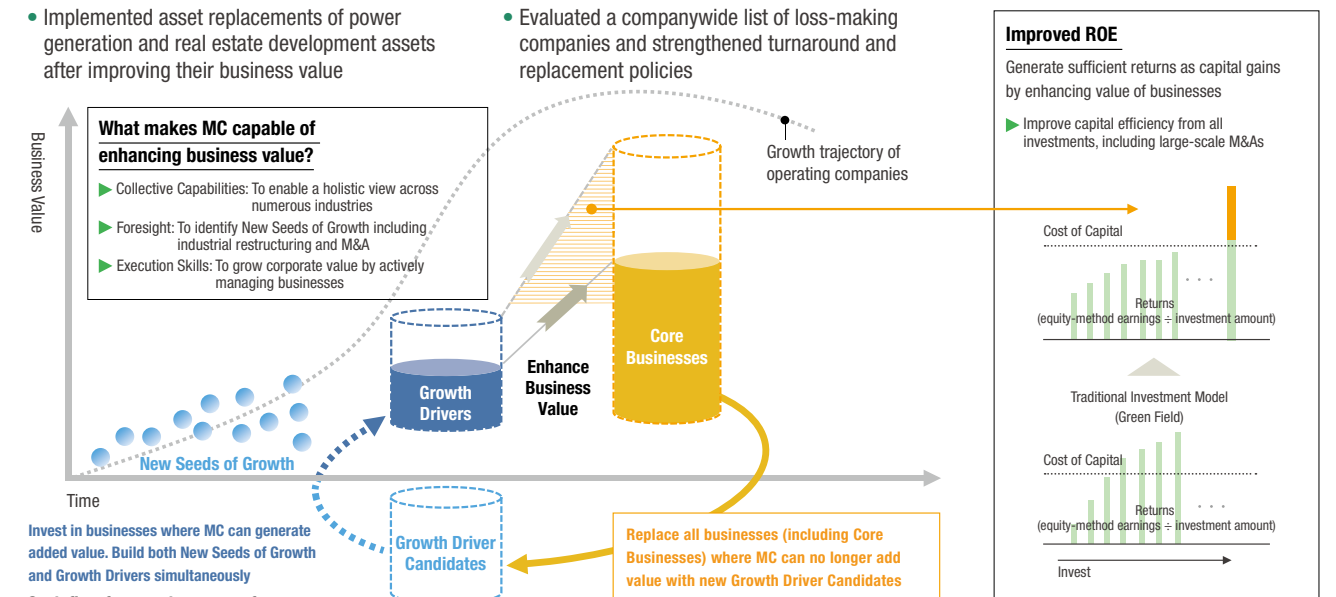 • Implemented asset replacements of power
generation and real estate development assets
after improving their business value
• Evaluated a companywide list of loss-making
companies and strengthened turnaround and
replacement policies
Business Value
What makes MC capable of
enhancing business value?
▶ Collective Capabilities: To enable a holistic view across
numerous industries
▶ Foresight: To identify New Seeds of Growth including
industrial restructuring and M&A
▶ Execution Skills: To grow corporate value by actively
managing businesses
Growth trajectory of
operating companies
Growth
Drivers
Enhance
Business
Value
Core
Businesses
New Seeds of Growth
Time
Invest in businesses where MC can generate
added value. Build both New Seeds of Growth
and Growth Drivers simultaneously
Growth Driver
Candidates
Replace all businesses (including Core
Businesses) where MC can no longer add
value with new Growth Driver Candidates
Improved ROE
Generate sufficient returns as capital gains
by enhancing value of businesses
▶ Improve capital efficiency from all
investments, including large-scale M&As
Cost of Capital
. . .
Returns
(equity-method earnings ÷ investment amount)
Traditional Investment Model
(Green Field)
Cost of Capital
. . .
Returns
(equity-method earnings ÷ investment amount)
Invest